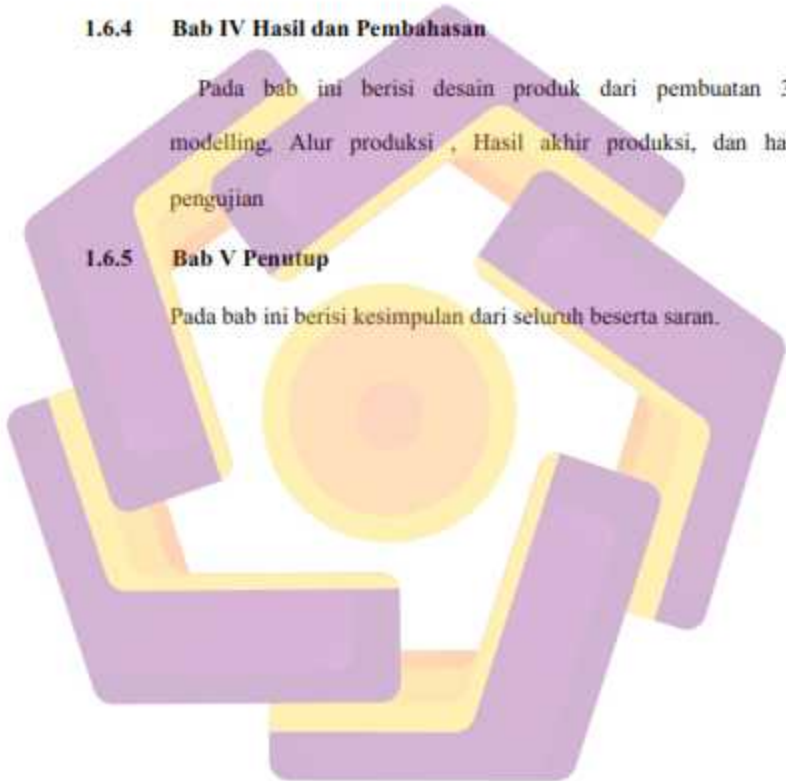 1.6.4 Bab IV Hasil dan Pembahasan
Pada bab ini berisi desain produk dari pembuatan 3
modelling, Alur produksi , Hasil akhir produksi, dan ha
pengujian
1.6.5 Bab V Penutup
Pada bab ini berisi kesimpulan dari seluruh beserta saran.